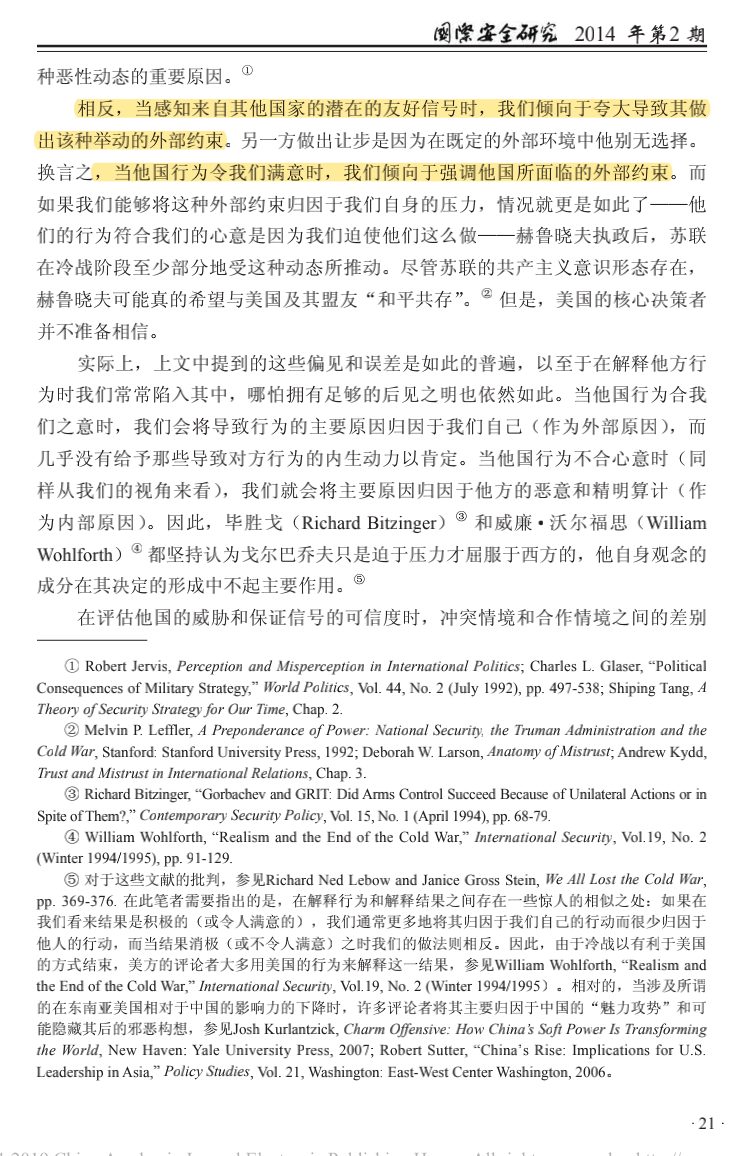 国际安全研究 2014 年第2 期
种恶性动态的重要原因。①
相反，当感知来自其他国家的潜在的友好信号时，我们倾向于夸大导致其做
出该种举动的外部约束。另一方做出让步是因为在既定的外部环境中他别无选择。
换言之，当他国行为令我们满意时，我们倾向于强调他国所面临的外部约束。而
如果我们能够将这种外部约束归因于我们自身的压力，情况就更是如此了——他
们的行为符合我们的心意是因为我们迫使他们这么做——赫鲁晓夫执政后，苏联
在冷战阶段至少部分地受这种动态所推动。尽管苏联的共产主义意识形态存在，
赫鲁晓夫可能真的希望与美国及其盟友“和平共存”。② 但是，美国的核心决策者
并不准备相信。
实际上，上文中提到的这些偏见和误差是如此的普遍，以至于在解释他方行
为时我们常常陷入其中，哪怕拥有足够的后见之明也依然如此。当他国行为合我
们之意时，我们会将导致行为的主要原因归因于我们自己（作为外部原因），而
几乎没有给予那些导致对方行为的内生动力以肯定。当他国行为不合心意时（同
样从我们的视角来看），我们就会将主要原因归因于他方的恶意和精明算计（作
为内部原因）。因此，毕胜戈（Richard Bitzinger）③ 和威廉·沃尔福思（William
Wohlforth）④ 都坚持认为戈尔巴乔夫只是迫于压力才屈服于西方的，他自身观念的
成分在其决定的形成中不起主要作用。⑤
在评估他国的威胁和保证信号的可信度时，冲突情境和合作情境之间的差别
① Robert Jervis, Perception and Misperception in International Politics; Charles L. Glaser, “Political
Consequences of Military Strategy,” World Politics, Vol. 44, No. 2 (July 1992), pp. 497-538; Shiping Tang, A
Theory of Security Strategy for Our Time, Chap. 2.
② Melvin P. Leffler, A Preponderance of Power: National Security, the Truman Administration and the
Cold War, Stanford: Stanford University Press, 1992; Deborah W. Larson, Anatomy of Mistrust; Andrew Kydd,
Trust and Mistrust in International Relations, Chap. 3.
③ Richard Bitzinger, “Gorbachev and GRIT: Did Arms Control Succeed Because of Unilateral Actions or in
Spite of Them?,” Contemporary Security Policy, Vol. 15, No. 1 (April 1994), pp. 68-79.
④ William Wohlforth, “Realism and the End of the Cold War,” International Security, Vol.19, No. 2
(Winter 1994/1995), pp. 91-129.
⑤ 对于这些文献的批判，参见Richard Ned Lebow and Janice Gross Stein, We All Lost the Cold War,
pp. 369-376. 在此笔者需要指出的是，在解释行为和解释结果之间存在一些惊人的相似之处：如果在
我们看来结果是积极的（或令人满意的），我们通常更多地将其归因于我们自己的行动而很少归因于
他人的行动，而当结果消极（或不令人满意）之时我们的做法则相反。因此，由于冷战以有利于美国
的方式结束，美方的评论者大多用美国的行为来解释这一结果，参见William Wohlforth, “Realism and
the End of the Cold War,” International Security, Vol.19, No. 2 (Winter 1994/1995）。相对的，当涉及所谓
的在东南亚美国相对于中国的影响力的下降时，许多评论者将其主要归因于中国的“魅力攻势”和可
能隐藏其后的邪恶构想，参见Josh Kurlantzick, Charm Offensive: How China’s Soft Power Is Transforming
the World, New Haven: Yale University Press, 2007; Robert Sutter, “China’s Rise: Implications for U.S.
Leadership in Asia,” Policy Studies, Vol. 21, Washington: East-West Center Washington, 2006。
· 21 ·